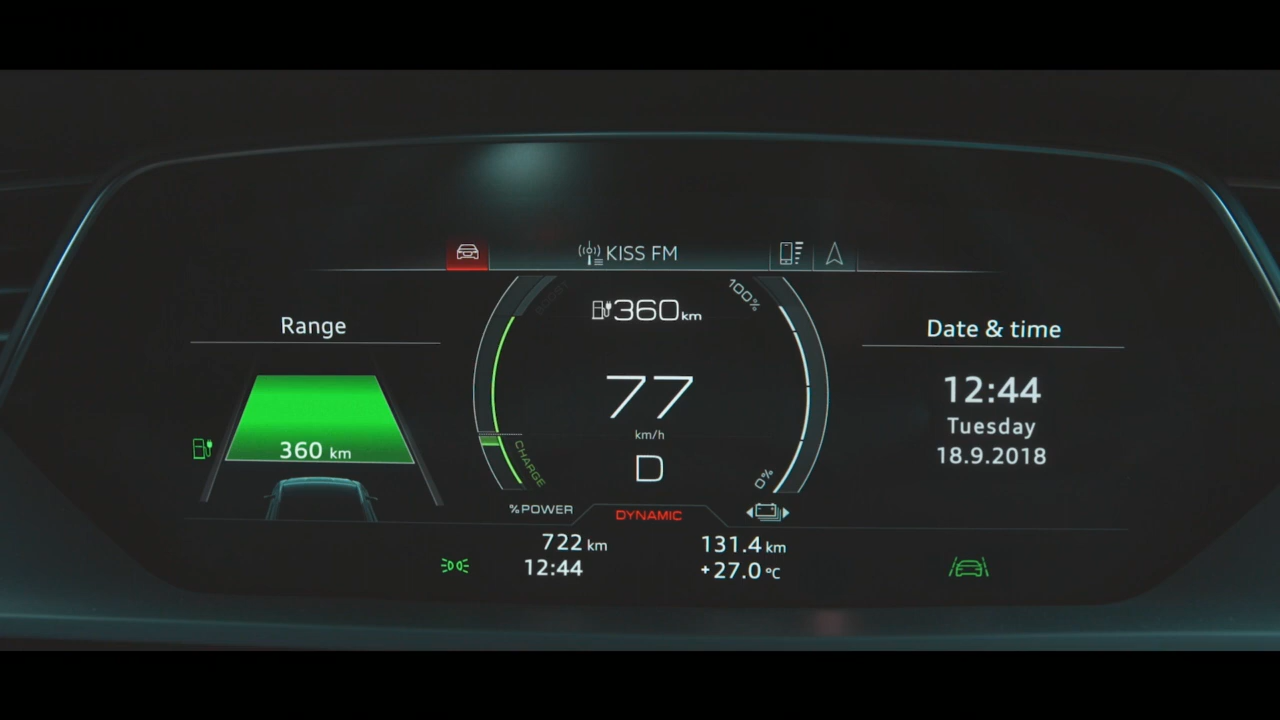 KISS FM
Range
360 km
360 km
100%
77
km/h
D
CHARGE
0%
% POWER
DYNAMIC
Date & time
12:44
Tuesday
18.9.2018
722 km
131.4 km
12:44
+27.0 °C